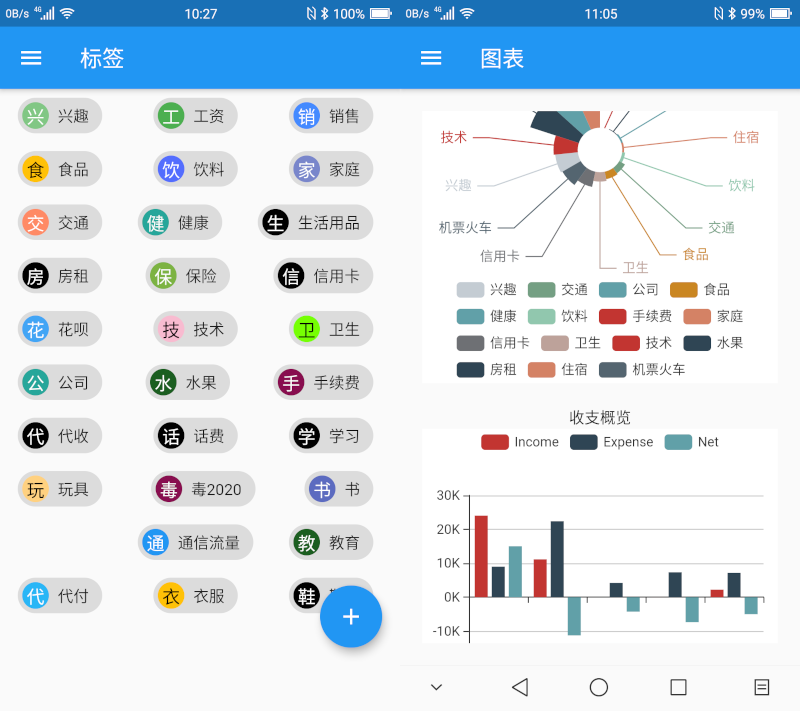 0B/s 4G 10:27 100%
标签
兴 兴趣 工 工资 销 销售
食 食品 饮 饮料 家 家庭
交 交通 健 健康 生 生活用品
房 房租 保 保险 信 信用卡
花 花呗 技 技术 卫 卫生
公 公司 水 水果 手 手续费
代 代收 话 话费 学 学习
玩 玩具 毒 毒2020 书 书
通 通信流量 教 教育
代 代付 衣 衣服 鞋
+
0B/s 4G 11:05 99%
图表
技术 住宿
兴趣 饮料
机票火车 交通
信用卡 食品
卫生
兴趣 交通 公司 食品
健康 饮料 手续费 家庭
信用卡 卫生 技术 水果
房租 住宿 机票火车
收支概览
Income Expense Net
30K
20K
10K
0K
-10K